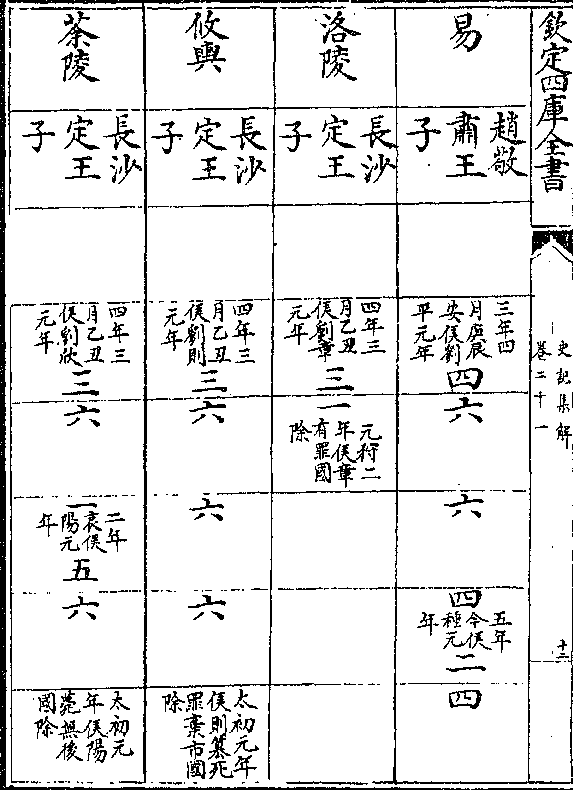 欽定四庫全書
史記集解
卷二十一
十二
易
趙敬
肅王
子
三年四
月庚辰
安侯劉
平元年
四
六
六
四
五年
今侯
種元
年
二
四
洛陵
長沙
定王
子
四年三
月乙丑
侯劉章
元年
三
一
元狩二
年侯章
有罪國
除
攸輿
長沙
定王
子
四年三
月乙丑
侯劉則
元年
三
六
六
六
太初元年
侯則篡死
罪棄市國
除
荼陵
長沙
定王
子
四年三
月乙丑
侯劉欣
元年
三
六
一
二年
哀侯
陽元
年
五
六
太初元
年侯陽
薨無後
國除